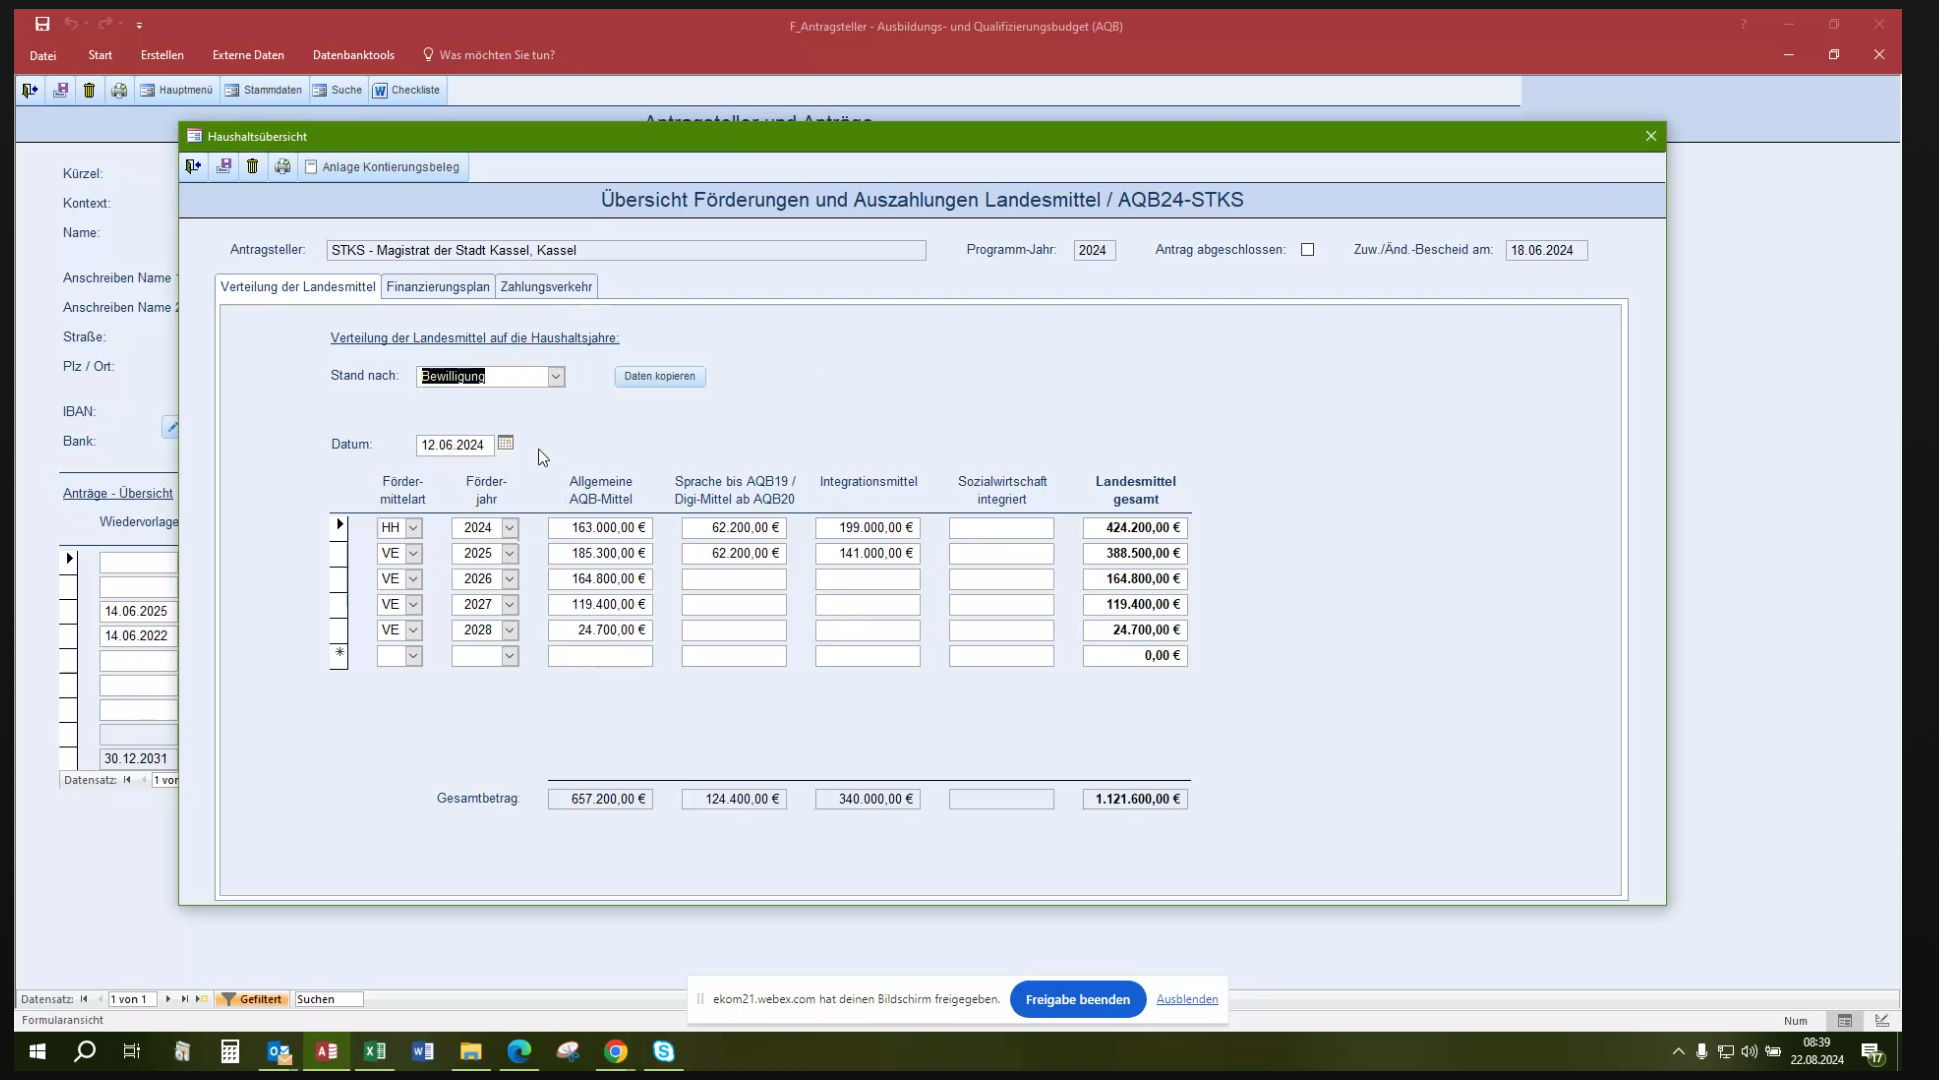 F_Antragsteller - Ausbildungs- und Qualifizierungsbudget (AQB)
Datei Start Erstellen Externe Daten Datenbanktools Was möchten Sie tun?
Hauptmenü Stammdaten Suche Checkliste
Antragsteller und Anträge
Haushaltsübersicht
Anlage Kontierungsbeleg
Übersicht Förderungen und Auszahlungen Landesmittel / AQB24-STKS
Kürzel:
Kontext:
Name:
Anschreiben Name
Anschreiben Name 2
Straße:
Plz / Ort:
IBAN:
Bank:
Anträge - Übersicht
Wiedervorlage
14.06.2025
14.06.2022
30.12.2031
Datensatz: 1 von
Antragsteller: STKS - Magistrat der Stadt Kassel, Kassel Programm-Jahr: 2024 Antrag abgeschlossen: Zuw./Änd.-Bescheid am: 18.06.2024
Verteilung der Landesmittel Finanzierungsplan Zahlungsverkehr
Verteilung der Landesmittel auf die Haushaltsjahre:
Stand nach: Bewilligung Daten kopieren
Datum: 12.06.2024
Förder- Förder- Allgemeine Sprache bis AQB19 / Integrationsmittel Sozialwirtschaft Landesmittel
mittelart jahr AQB-Mittel Digi-Mittel ab AQB20 integriert gesamt
HH 2024 163.000,00 € 62.200,00 € 199.000,00 € 424.200,00 €
VE 2025 185.300,00 € 62.200,00 € 141.000,00 € 388.500,00 €
VE 2026 164.800,00 € 164.800,00 €
VE 2027 119.400,00 € 119.400,00 €
VE 2028 24.700,00 € 24.700,00 €
* 0,00 €
Gesamtbetrag: 657.200,00 € 124.400,00 € 340.000,00 € 1.121.600,00 €
Datensatz: 1 von 1 Gefiltert Suchen
ekom21.webex.com hat deinen Bildschirm freigegeben. Freigabe beenden Ausblenden
Formularansicht Num
08:39
22.08.2024
17